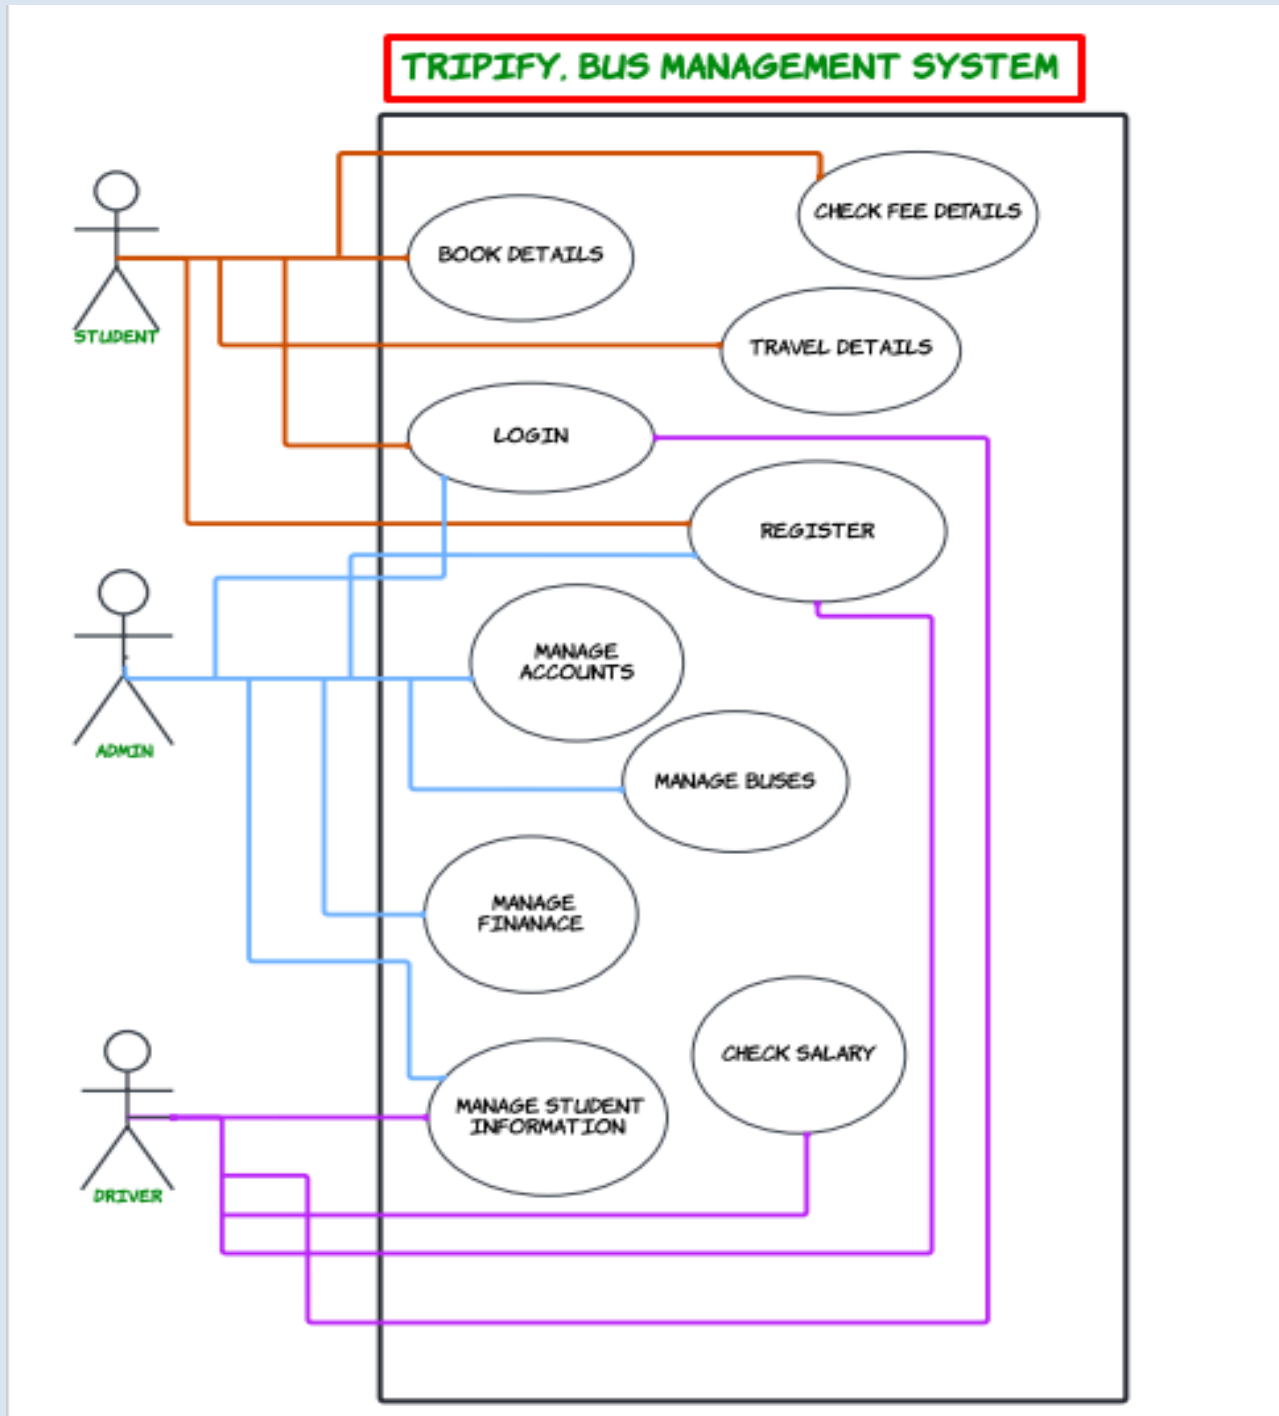 TRIPIFY. BUS MANAGEMENT SYSTEM
CHECK FEE DETAILS
BOOK DETAILS
STUDENT
TRAVEL DETAILS
LOGIN
REGISTER
MANAGE
ACCOUNTS
ADMIN
MANAGE BUSES
MANAGE
FINANACE
CHECK SALARY
MANAGE STUDENT
INFORMATION
DRIVER